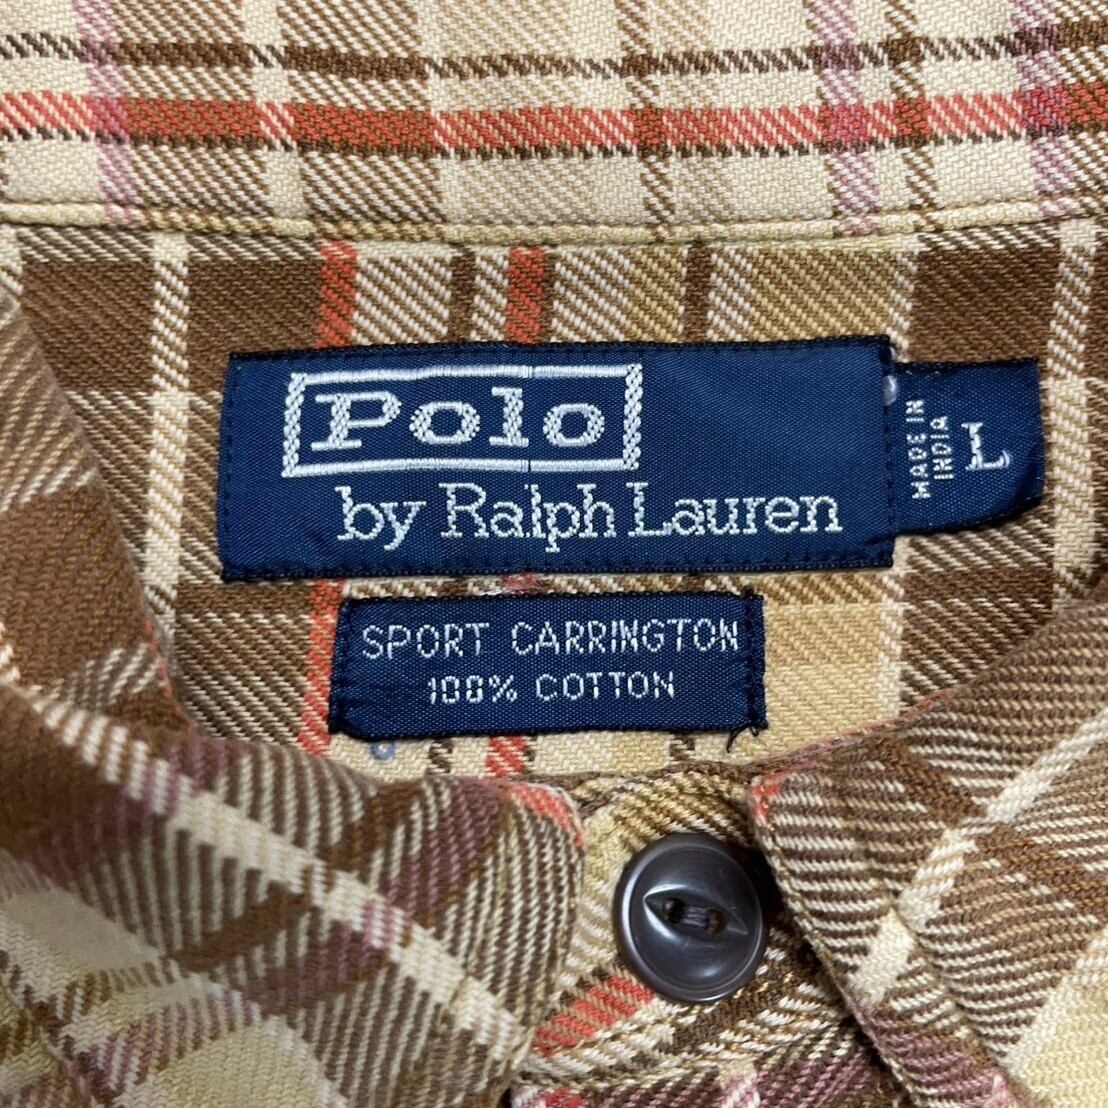 Polo
by Ralph Lauren
MADE IN
INDIA
L
SPORT CARRINGTON
100% COTTON